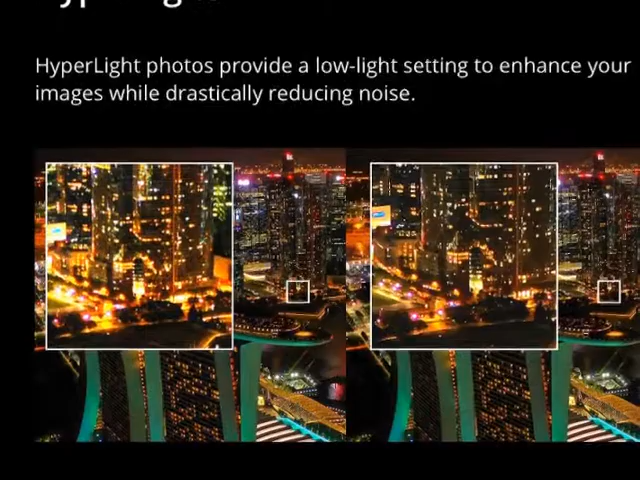 HyperLight photos provide a low-light setting to enhance your
images while drastically reducing noise.